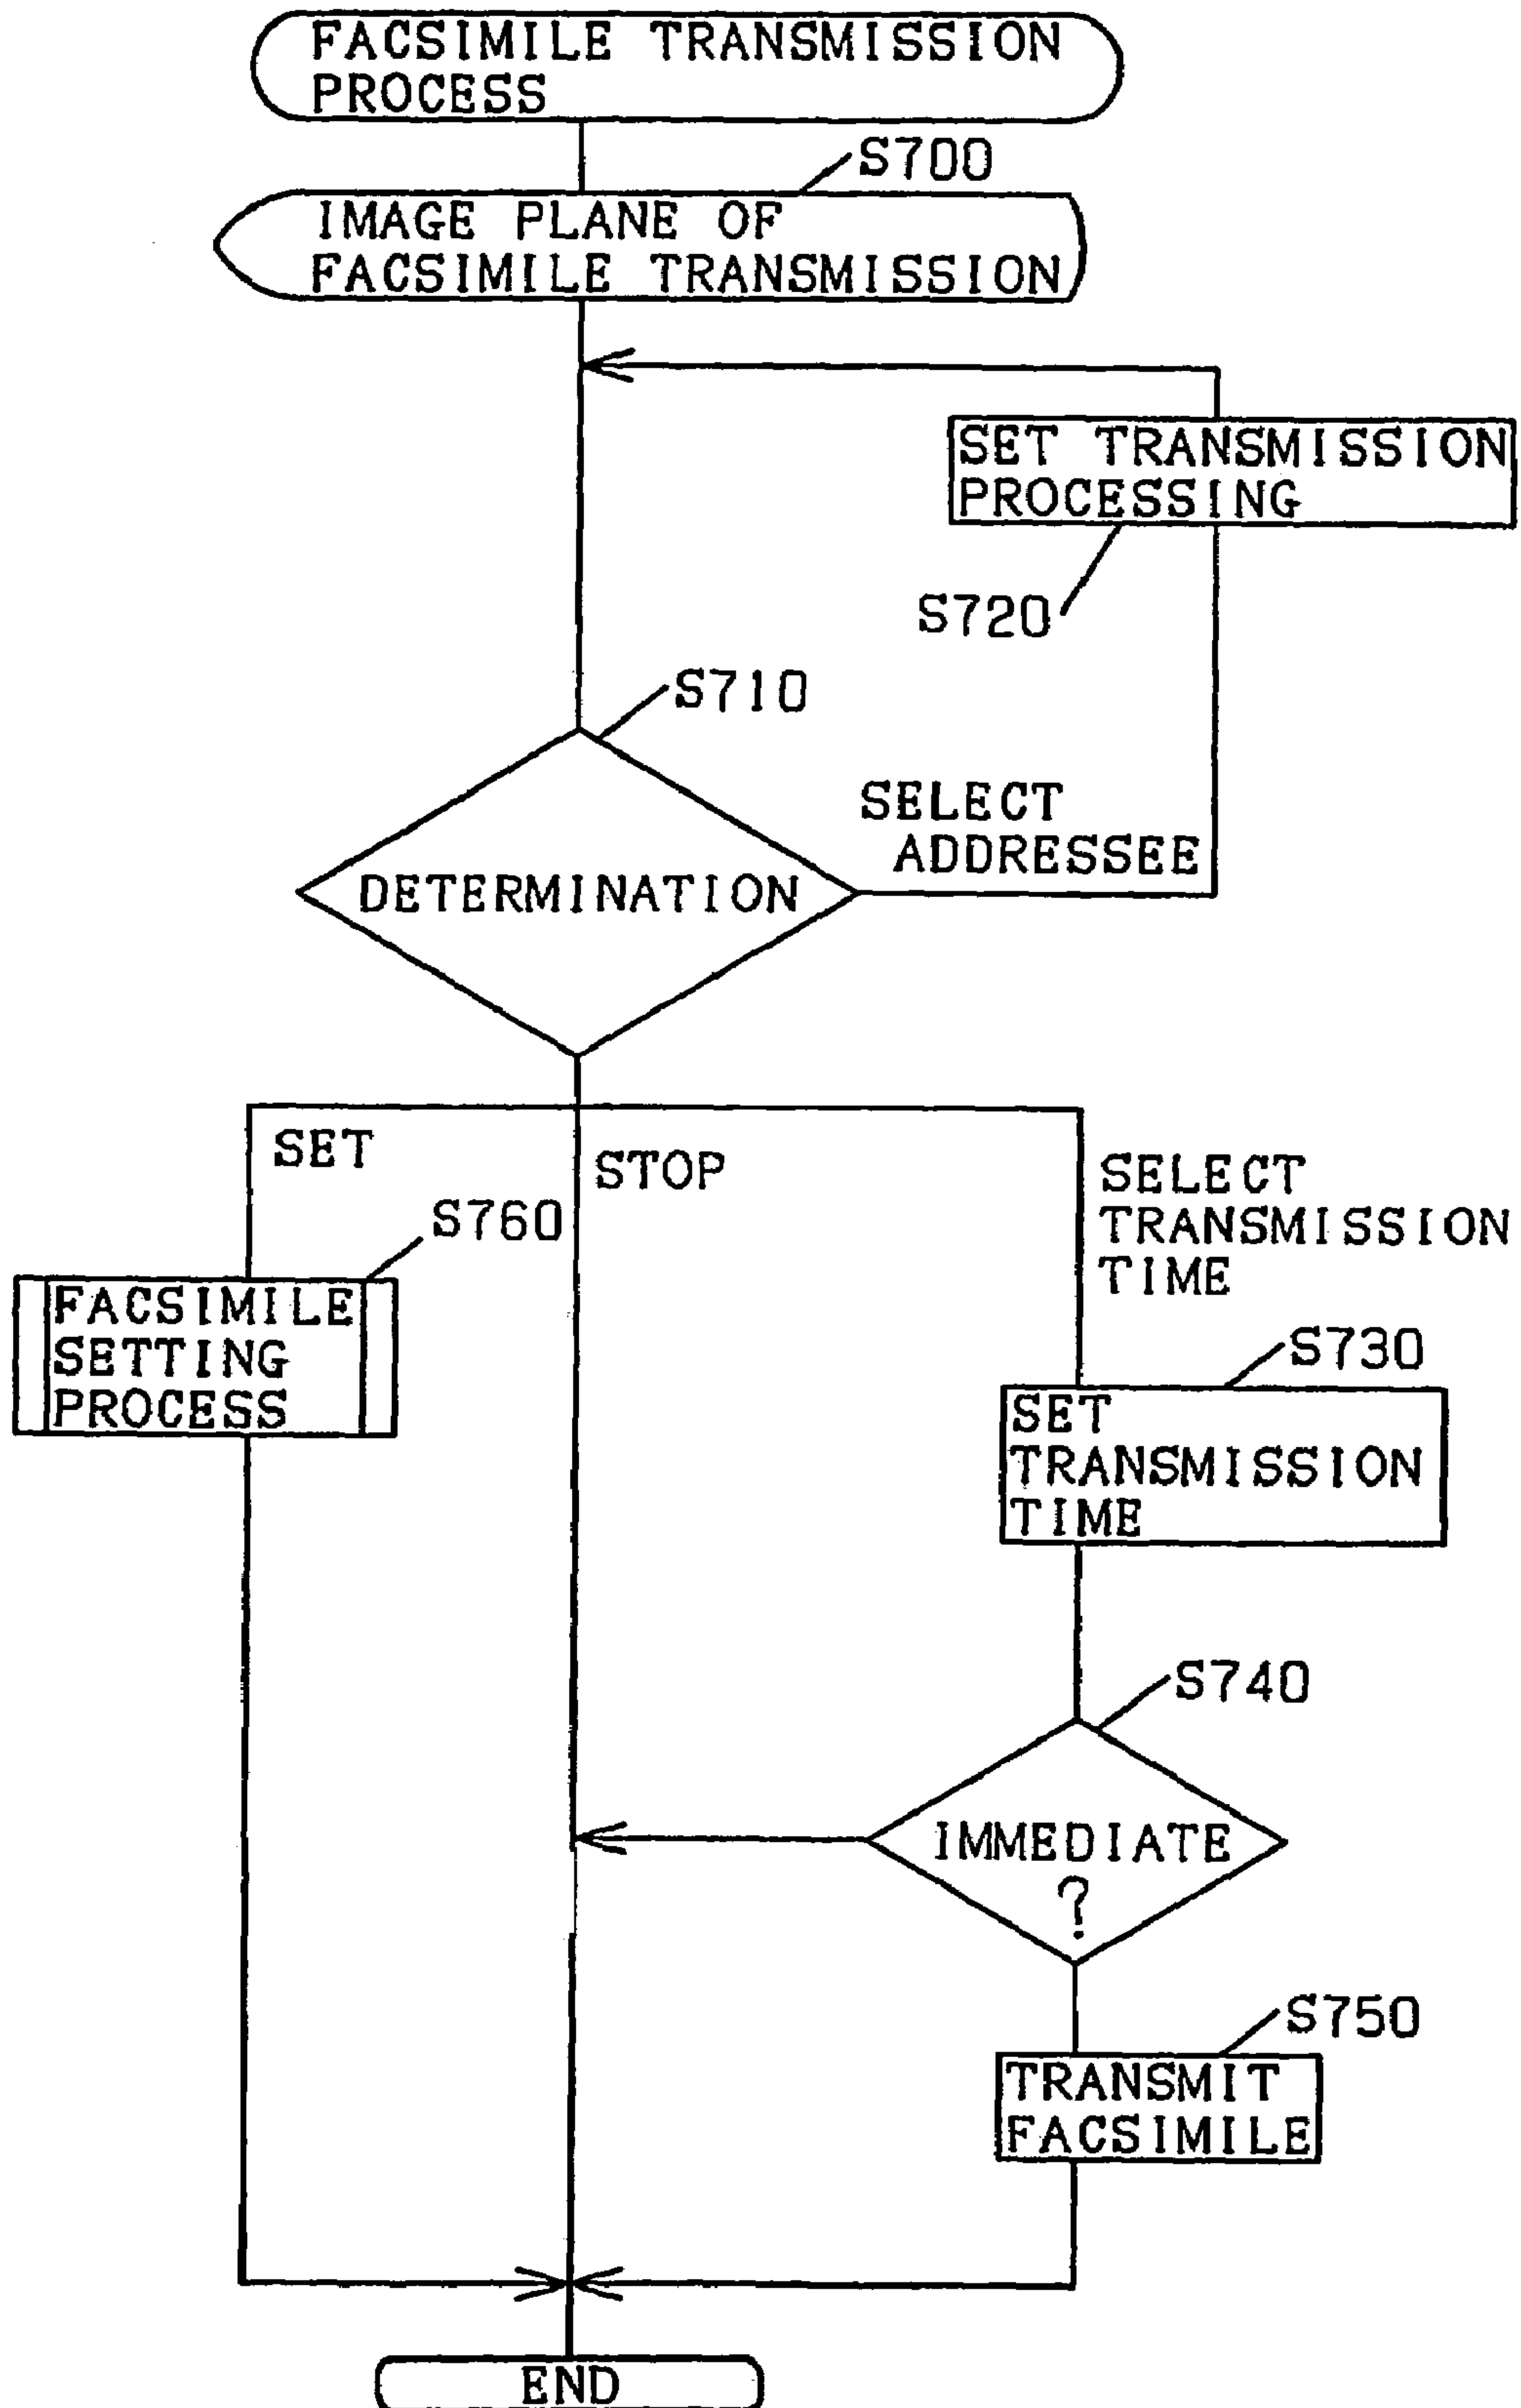 FACSIMILE TRANSMISSION
PROCESS
S700
IMAGE PLANE OF
FACSIMILE TRANSMISSION
SET TRANSMISSION
PROCESSING
S720
S710
SELECT
ADDRESSEE
DETERMINATION
SET
STOP
SELECT
TRANSMISSION
TIME
S760
FACSIMILE
SETTING
PROCESS
S730
SET
TRANSMISSION
TIME
S740
IMMEDIATE
?
S750
TRANSMIT
FACSIMILE
END